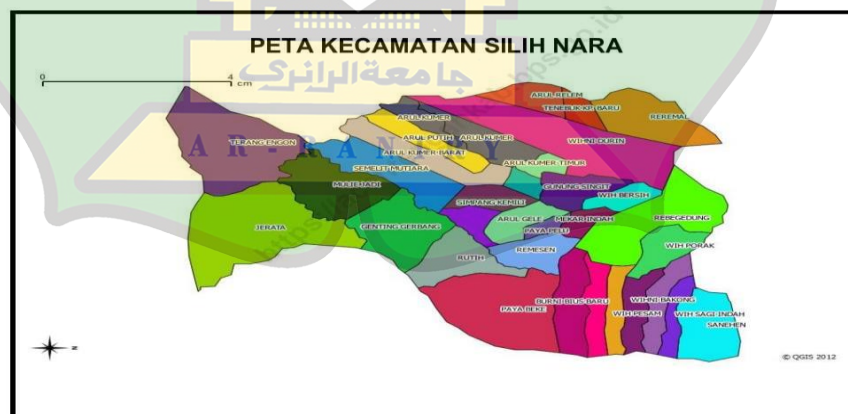 PETA KECAMATAN SILIH NARA
0 4
cm
جامعة الرانري
AR-RANIRY
ARUL RELEM
TENEBUK KP. BARU
REREMAL
ARUL KUMER
ARUL PUTIH
ARUL KUMER
WIHNI DURIN
TERANG ENGON
ARUL KUMER BARAT
ARUL KUMER TIMUR
SEMELIT MUTIARA
MULIE JADI
GUNUNG SINGIT
WIH BERSIH
SIMPANG KEMILI
ARUL GELE
MEKAR INDAH
REBEGEDUNG
JERATA
GENTING GERBANG
PAYA PELU
WIH PORAK
RUTIH
REMESEN
WIHNI BAKONG
BURNI BIUS BARU
PAYA BEKE
WIH PESAM
WIH SAGI INDAH
SANEHEN
© QGIS 2012